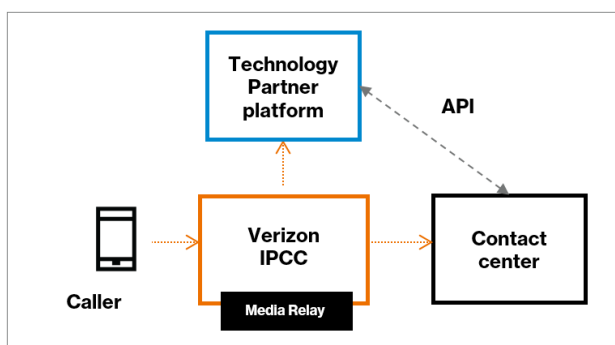 Technology
Partner
platform
API
Verizon
IPCC
Contact
center
Caller
Media Relay